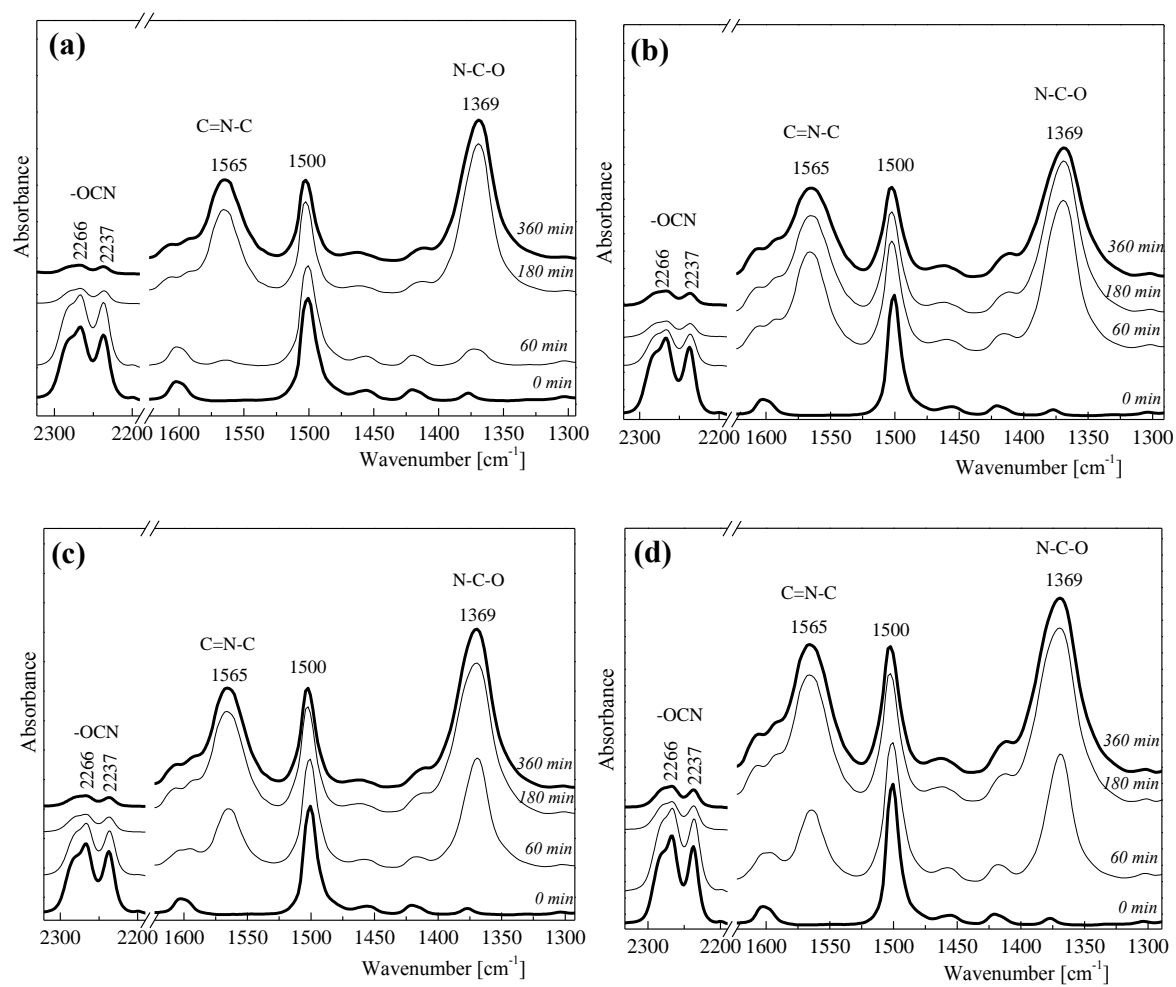 (a)
N-C-O
1369
C=N-C
1565
1500
-OCN
2266
2237
360 min
180 min
60 min
0 min
Absorbance
2300 2200 1600 1550 1500 1450 1400 1350 1300
Wavenumber [cm-1]
(b)
N-C-O
1369
C=N-C
1565
1500
-OCN
2266
2237
360 min
180 min
60 min
0 min
Absorbance
2300 2200 1600 1550 1500 1450 1400 1350 1300
Wavenumber [cm-1]
(c)
N-C-O
1369
C=N-C
1565
1500
-OCN
2266
2237
360 min
180 min
60 min
0 min
Absorbance
2300 2200 1600 1550 1500 1450 1400 1350 1300
Wavenumber [cm-1]
(d)
N-C-O
1369
C=N-C
1565
1500
-OCN
2266
2237
360 min
180 min
60 min
0 min
Absorbance
2300 2200 1600 1550 1500 1450 1400 1350 1300
Wavenumber [cm-1]